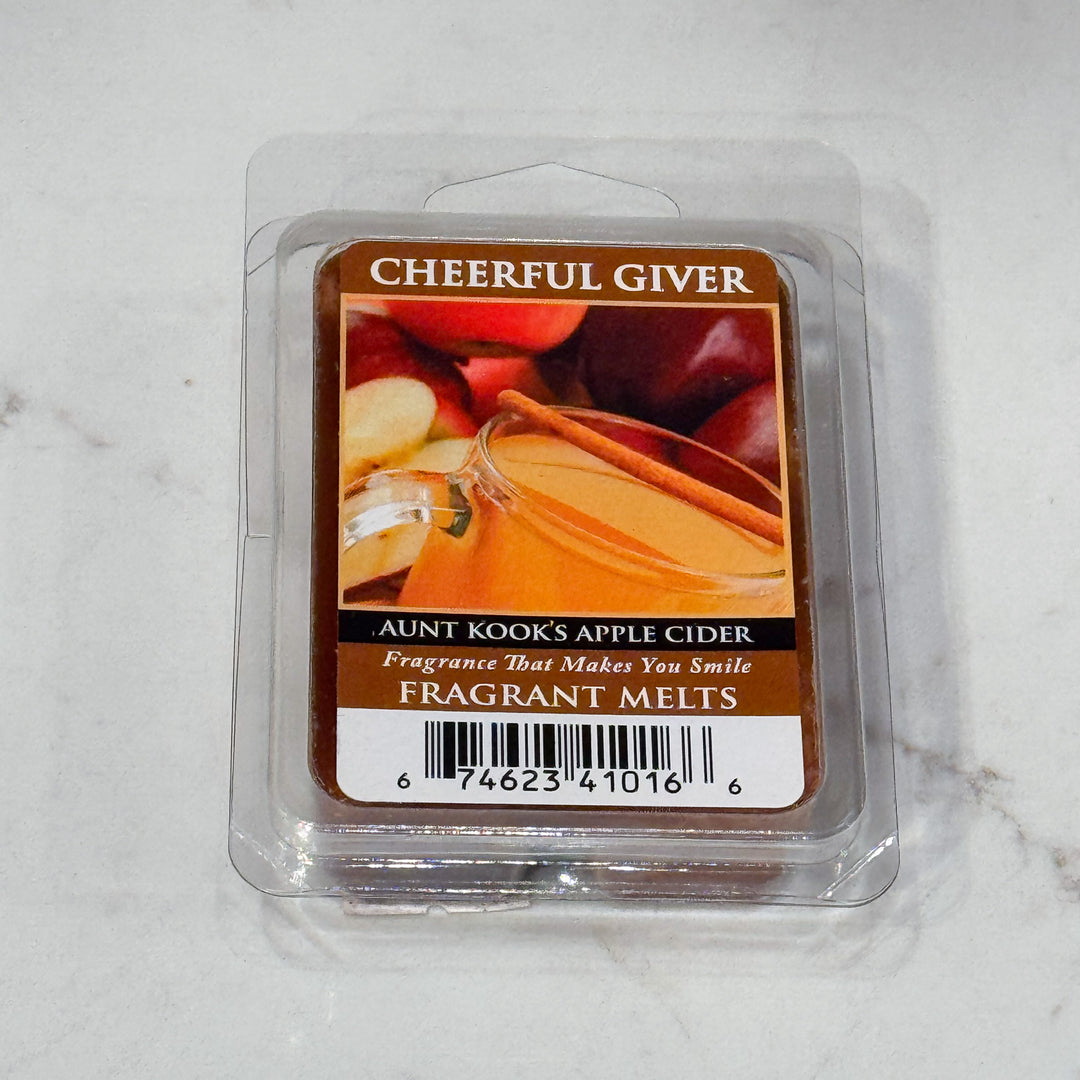 CHEERFUL GIVER
AUNT KOOK'S APPLE CIDER
Fragrance That Makes You Smile
FRAGRANT MELTS
6 74623 41016 6